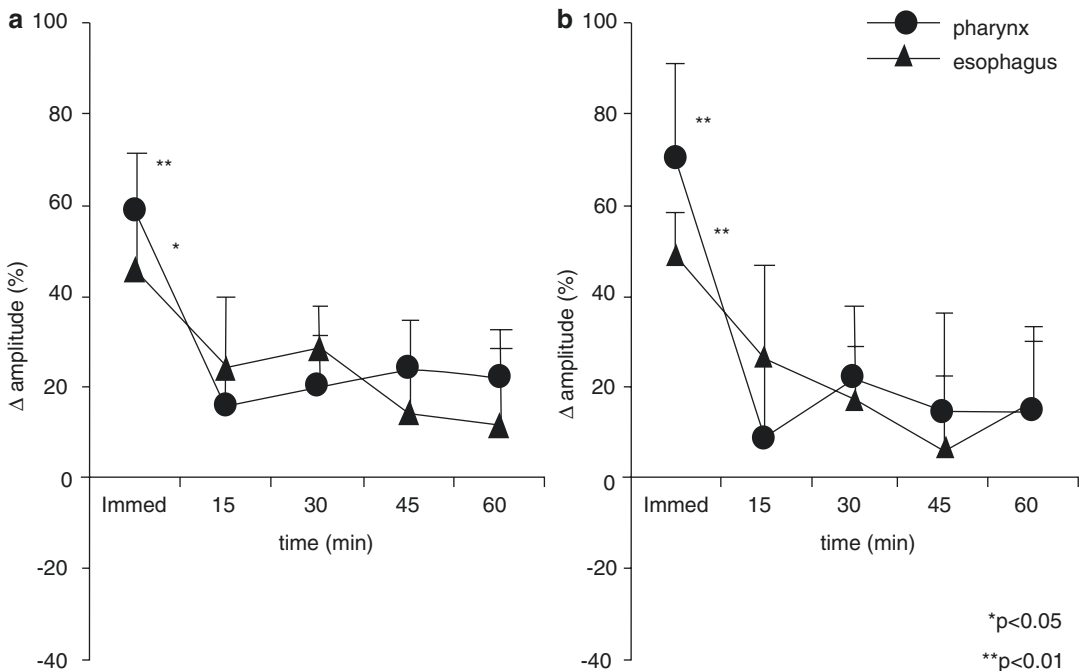 a
100
80
60
40
20
0
-20
-40
Δ amplitude (%)
**
*
Immed 15 30 45 60
time (min)
b
100
80
60
40
20
0
-20
-40
Δ amplitude (%)
**
**
Immed 15 30 45 60
time (min)
pharynx
esophagus
*p<0.05
**p<0.01